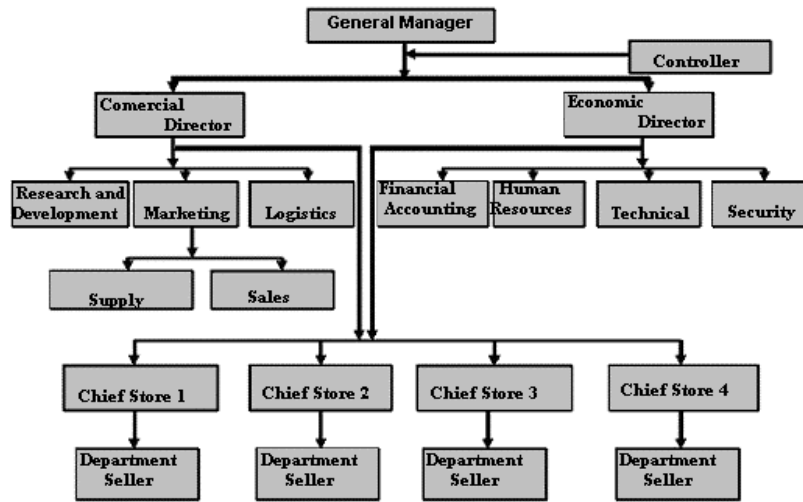 General Manager
Controller
Comercial
Director
Economic
Director
Research and
Development
Marketing
Logistics
Financial
Accounting
Human
Resources
Technical
Security
Supply
Sales
Chief Store 1
Chief Store 2
Chief Store 3
Chief Store 4
Department
Seller
Department
Seller
Department
Seller
Department
Seller